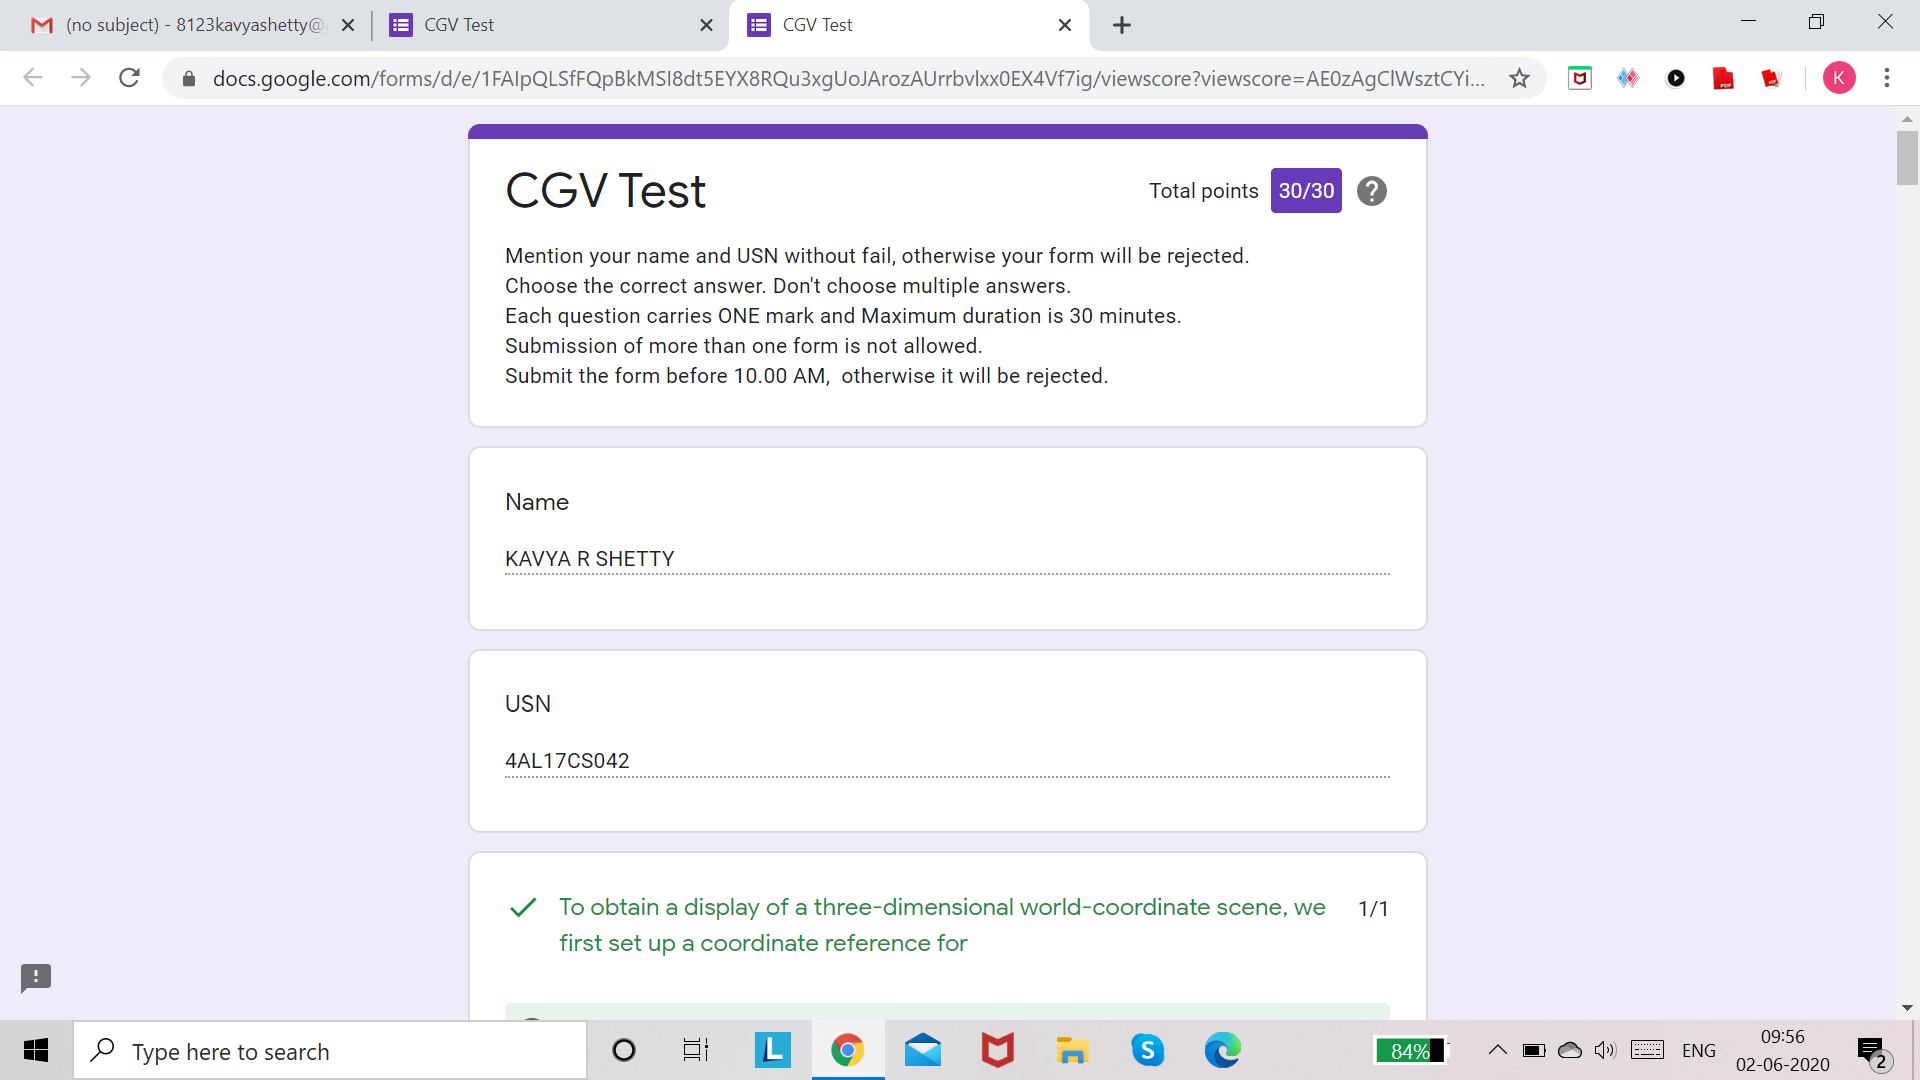 (no subject) - 8123kavyashetty@
CGV Test
CGV Test
docs.google.com/forms/d/e/1FAIpQLSfFQpBkMSI8dt5EYX8RQu3xgUoJArozAUrrbvlxx0EX4Vf7ig/viewscore?viewscore=AE0zAgClWsztCYi...
K
CGV Test
Total points 30/30
Mention your name and USN without fail, otherwise your form will be rejected.
Choose the correct answer. Don't choose multiple answers.
Each question carries ONE mark and Maximum duration is 30 minutes.
Submission of more than one form is not allowed.
Submit the form before 10.00 AM,  otherwise it will be rejected.
Name
KAVYA R SHETTY
USN
4AL17CS042
To obtain a display of a three-dimensional world-coordinate scene, we 1/1
first set up a coordinate reference for
Type here to search
L
S
84%
ENG
09:56
02-06-2020
2